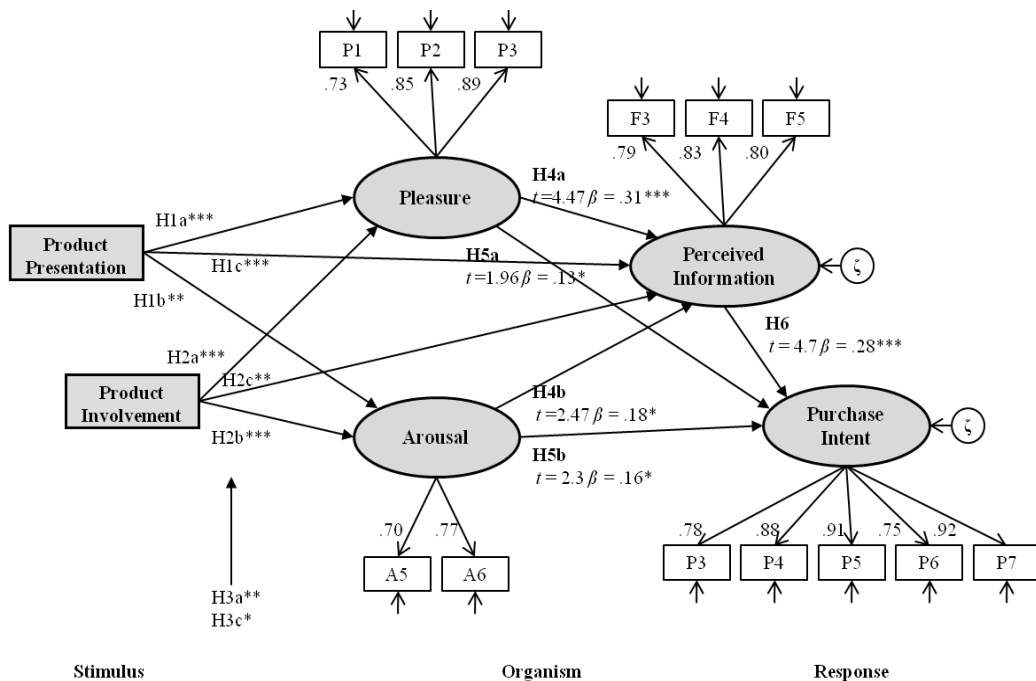 P1 P2 P3
.73 .85 .89
F3 F4 F5
.79 .83 .80
H4a
t=4.47 β = .31***
Pleasure
H1a***
Product
Presentation
H1c***
H5a
t=1.96 β = .13*
Perceived
Information
ζ
H1b**
H6
t = 4.7 β = .28***
H2a***
H2c**
Product
Involvement
H4b
t=2.47 β = .18*
Purchase
Intent
ζ
H2b***
Arousal
H5b
t = 2.3 β = .16*
.70 .77
.78 .88 .91 .75 .92
P3 P4 P5 P6 P7
A5 A6
H3a**
H3c*
Stimulus Organism Response